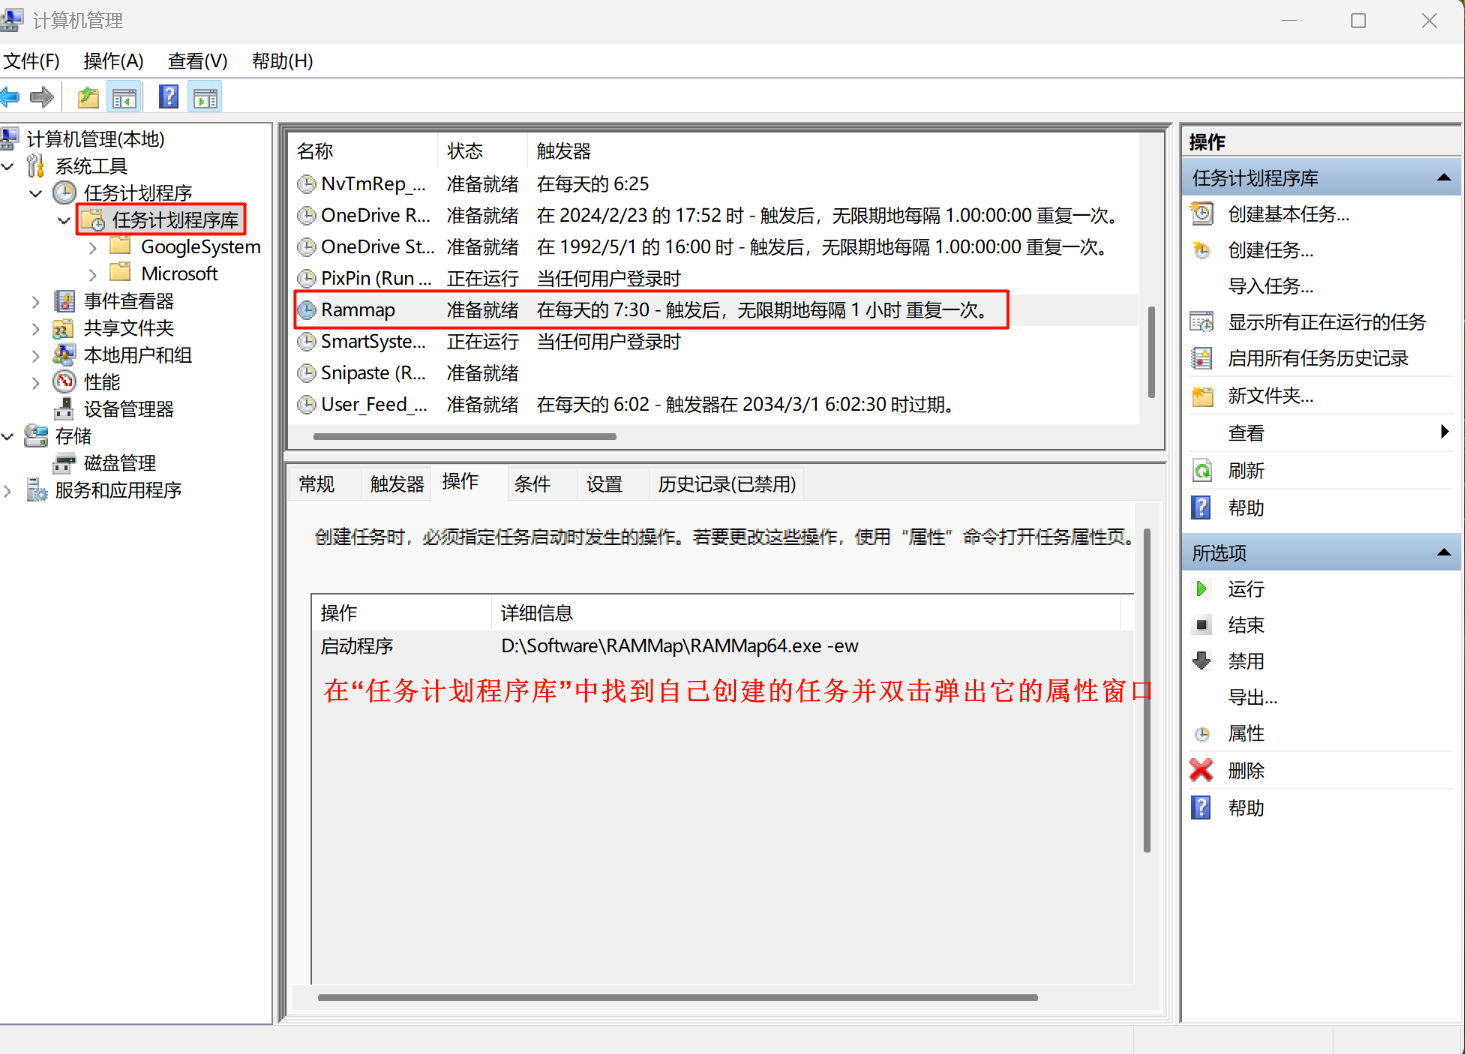 计算机管理
文件(F) 操作(A) 查看(V) 帮助(H)
计算机管理(本地)
系统工具
任务计划程序
任务计划程序库
GoogleSystem
Microsoft
事件查看器
共享文件夹
本地用户和组
性能
设备管理器
存储
磁盘管理
服务和应用程序
名称 状态 触发器
NvTmRep_... 准备就绪 在每天的 6:25
OneDrive R... 准备就绪 在 2024/2/23 的 17:52 时 - 触发后，无限期地每隔 1.00:00:00 重复一次。
OneDrive St... 准备就绪 在 1992/5/1 的 16:00 时 - 触发后，无限期地每隔 1.00:00:00 重复一次。
PixPin (Run ... 正在运行 当任何用户登录时
Rammap 准备就绪 在每天的 7:30 - 触发后，无限期地每隔 1 小时 重复一次。
SmartSyste... 正在运行 当任何用户登录时
Snipaste (R... 准备就绪
User_Feed_... 准备就绪 在每天的 6:02 - 触发器在 2034/3/1 6:02:30 时过期。
常规 触发器 操作 条件 设置 历史记录(已禁用)
创建任务时，必须指定任务启动时发生的操作。若要更改这些操作，使用“属性”命令打开任务属性页。
操作 详细信息
启动程序 D:\Software\RAMMap\RAMMap64.exe -ew
在“任务计划程序库”中找到自己创建的任务并双击弹出它的属性窗口
操作
任务计划程序库
创建基本任务...
创建任务...
导入任务...
显示所有正在运行的任务
启用所有任务历史记录
新文件夹...
查看
刷新
帮助
所选项
运行
结束
禁用
导出...
属性
删除
帮助